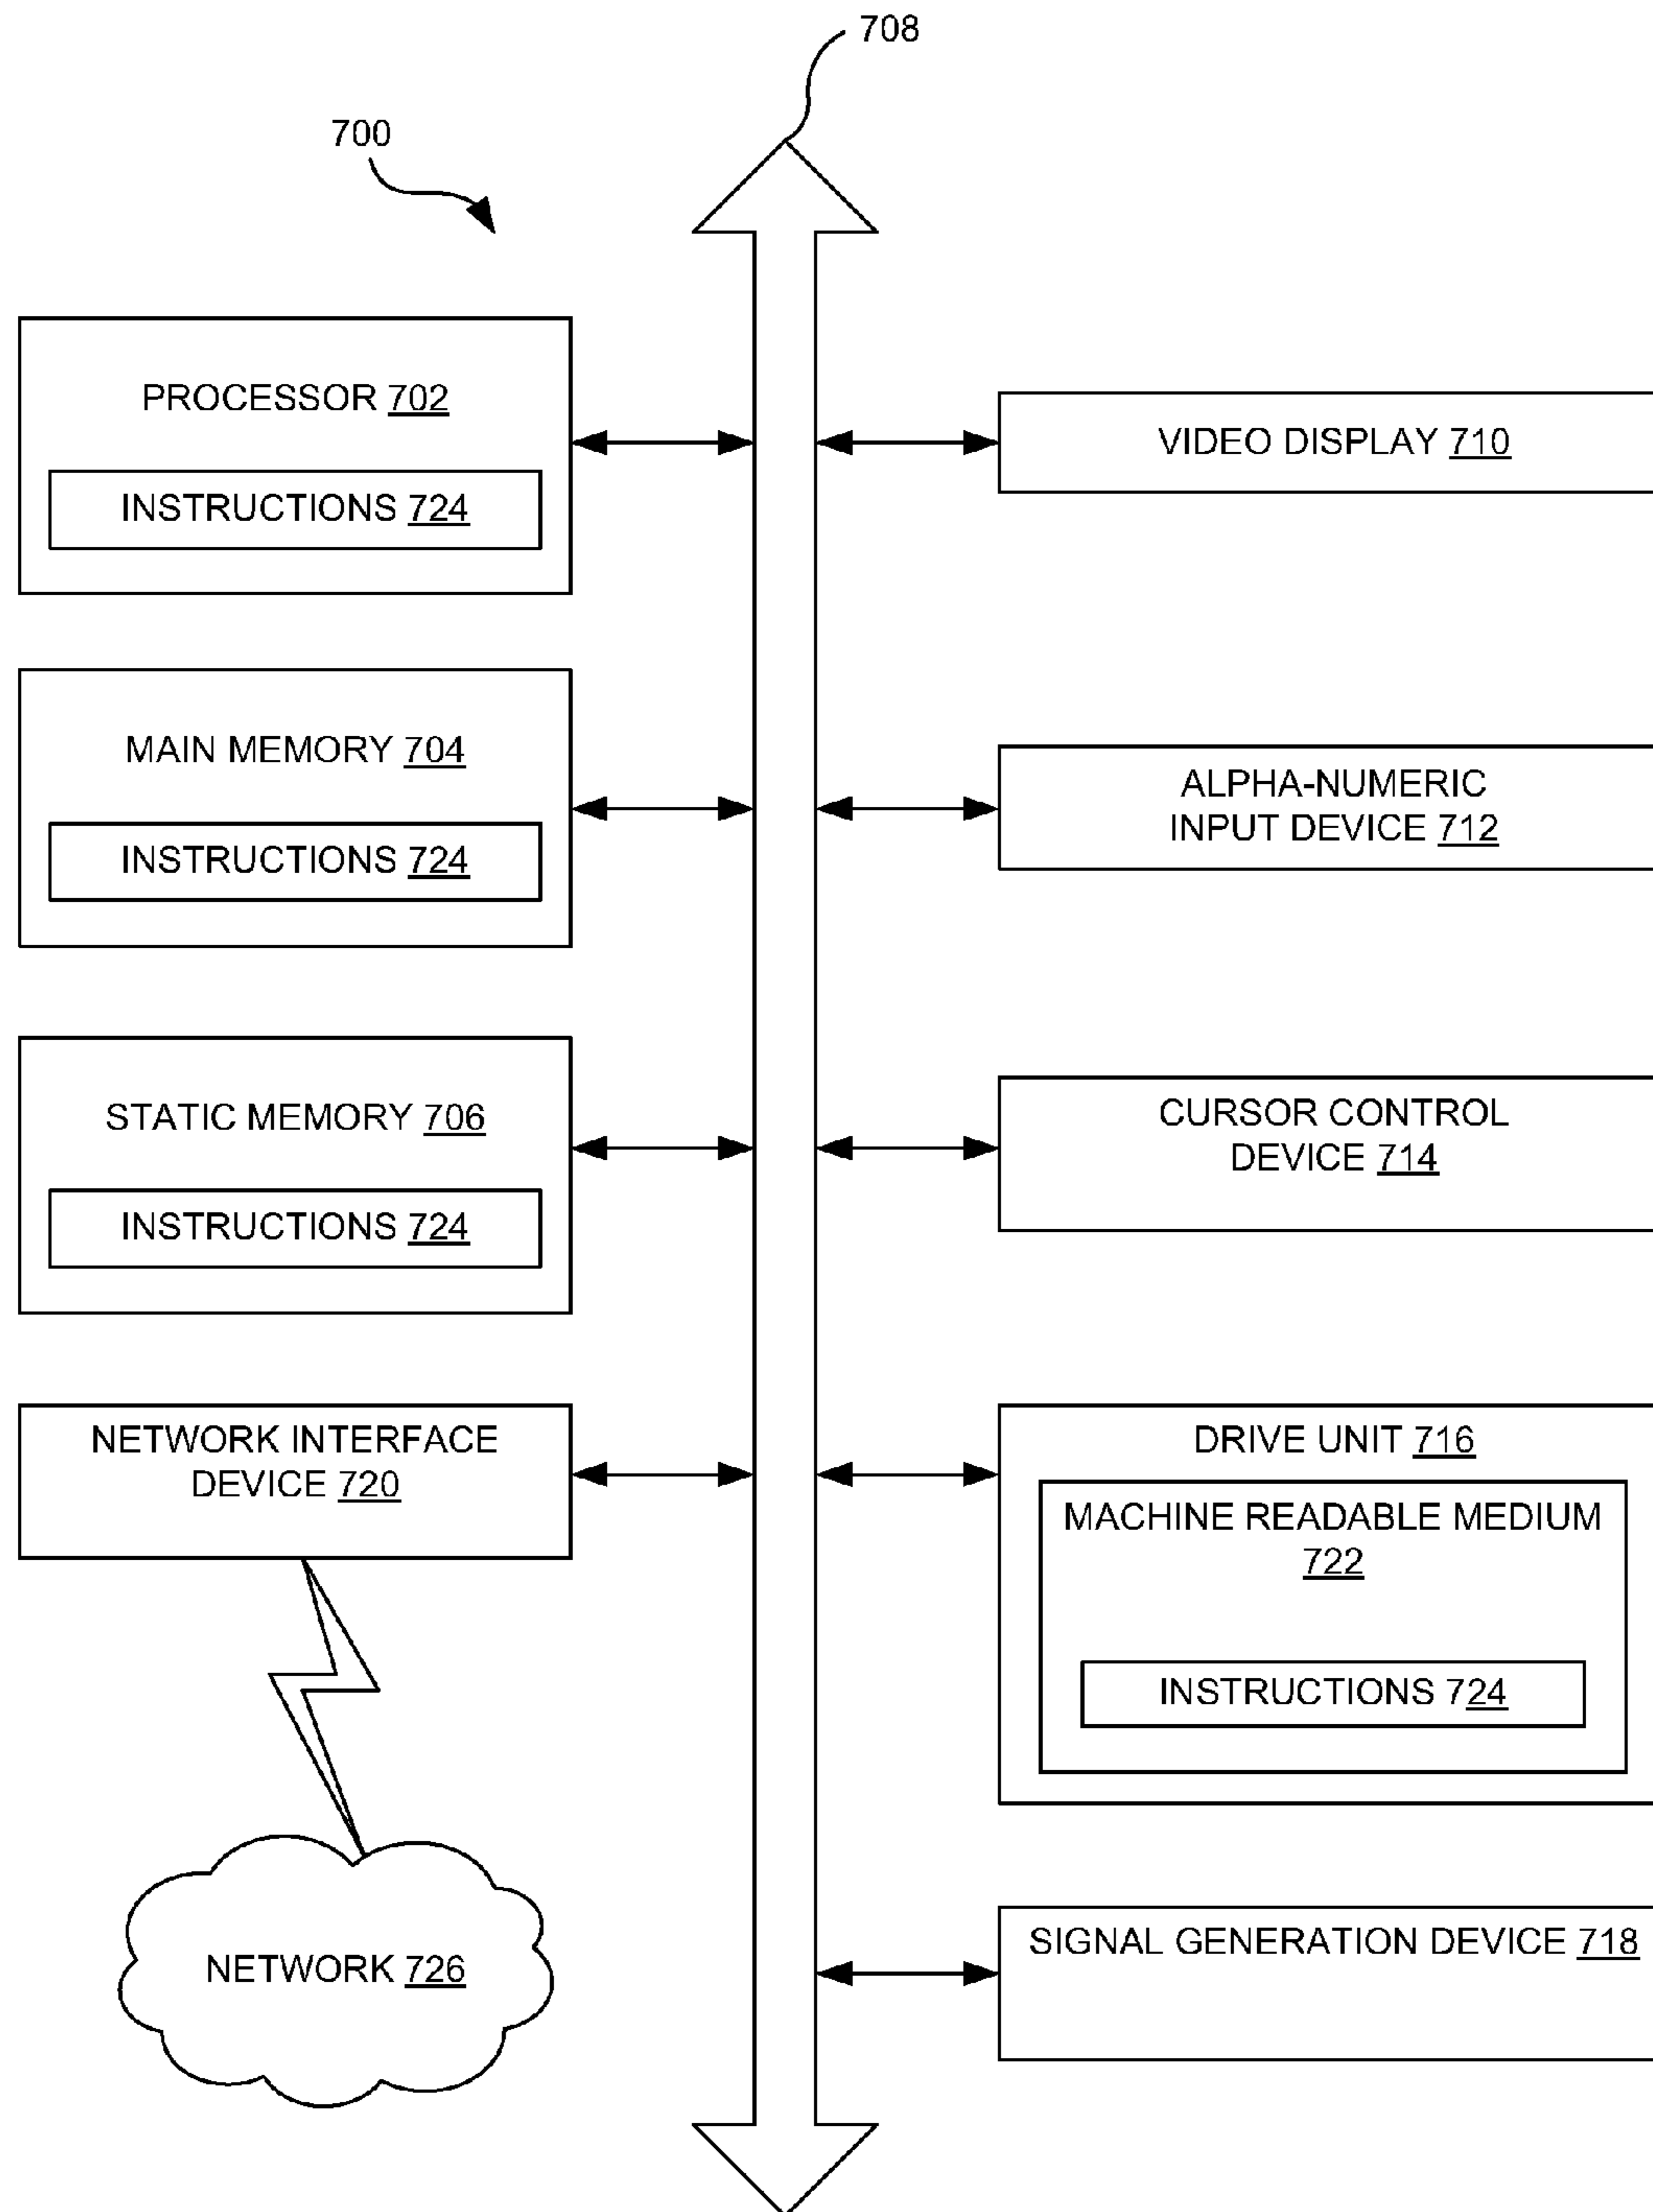 708
700
PROCESSOR 702
INSTRUCTIONS 724
MAIN MEMORY 704
INSTRUCTIONS 724
STATIC MEMORY 706
INSTRUCTIONS 724
NETWORK INTERFACE
DEVICE 720
NETWORK 726
VIDEO DISPLAY 710
ALPHA-NUMERIC
INPUT DEVICE 712
CURSOR CONTROL
DEVICE 714
DRIVE UNIT 716
MACHINE READABLE MEDIUM
722
INSTRUCTIONS 724
SIGNAL GENERATION DEVICE 718